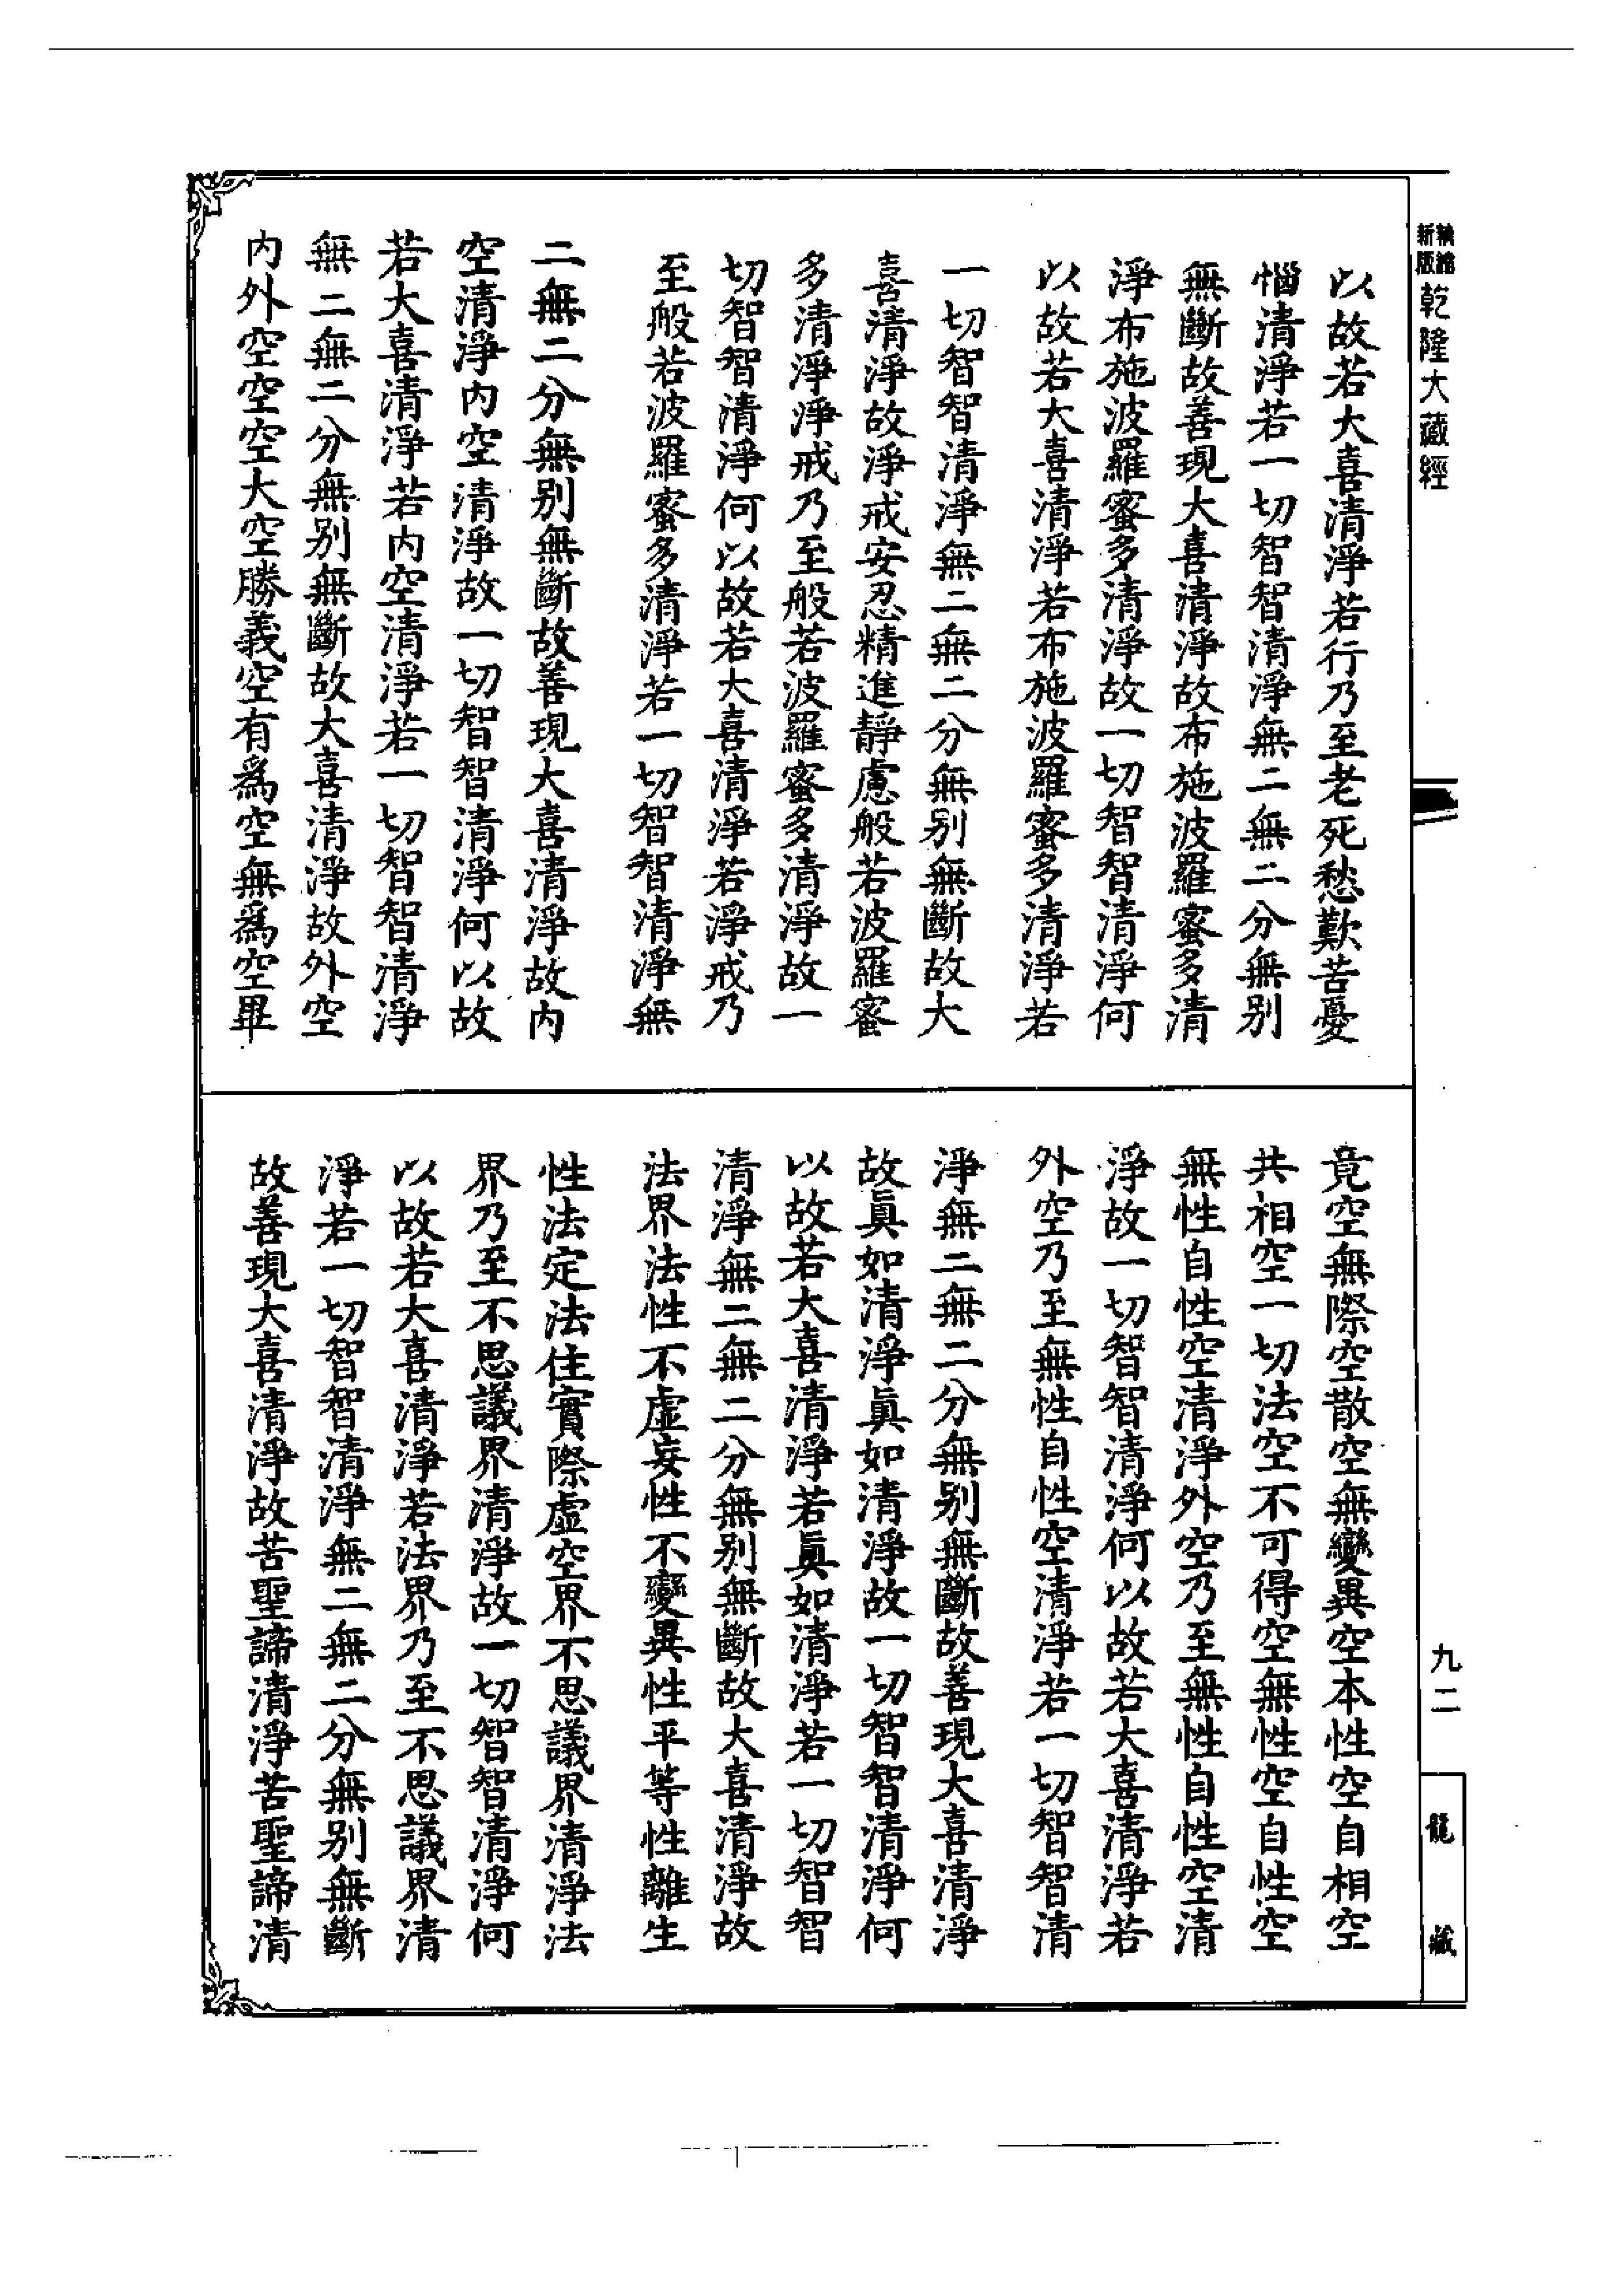 新版
精縮
乾隆大藏經
以故若大喜清淨若行乃至老死愁歎苦憂
惱清淨若一切智智清淨無二無二分無别
無斷故善現大喜清淨故布施波羅蜜多清
淨布施波羅蜜多清淨故一切智智清淨何
以故若大喜清淨若布施波羅蜜多清淨若
一切智智清淨無二無二分無别無斷故大
喜清淨故淨戒安忍精進靜慮般若波羅蜜
多清淨淨戒乃至般若波羅蜜多清淨故一
切智智清淨何以故若大喜清淨若淨戒乃
至般若波羅蜜多清淨若一切智智清淨無
二無二分無别無斷故善現大喜清淨故内
空清淨内空清淨故一切智智清淨何以故
若大喜清淨若内空清淨若一切智智清淨
無二無二分無别無斷故大喜清淨故外空
内外空空空大空勝義空有爲空無爲空畢
竟空無際空散空無變異空本性空自相空
共相空一切法空不可得空無性空自性空
無性自性空清淨外空乃至無性自性空清
淨故一切智智清淨何以故若大喜清淨若
外空乃至無性自性空清淨若一切智智清
淨無二無二分無别無斷故善現大喜清淨
故眞如清淨眞如清淨故一切智智清淨何
以故若大喜清淨若眞如清淨若一切智智
清淨無二無二分無别無斷故大喜清淨故
法界法性不虛妄性不變異性平等性離生
性法定法住實際虛空界不思議界清淨法
界乃至不思議界清淨故一切智智清淨何
以故若大喜清淨若法界乃至不思議界清
淨若一切智智清淨無二無二分無别無斷
故善現大喜清淨故苦聖諦清淨苦聖諦清
九二
龍藏